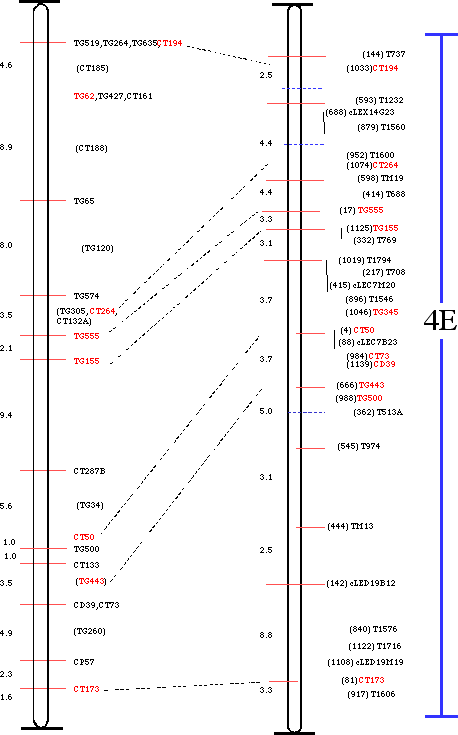 TG519,TG264,TG635,CT194
4.6
(CT185)
TG62,TG427,CT161
8.9
(CT188)
TG65
8.0
(TG120)
TG574
3.5
(TG305,CT264,
CT132A)
TG555
2.1
TG155
9.4
CT287B
5.6
(TG34)
CT50
1.0
TG500
1.0
CT133
3.5
(TG443)
CD39,CT73
4.9
(TG260)
CP57
2.3
CT173
1.6
(144) T737
(1033)CT194
2.5
(593) T1232
(688) cLEX14G23
(879) T1560
4.4
(952) T1600
(1074)CT264
(598) TM19
4.4
(414) T688
(17) TG555
3.3
(1125)TG155
(332) T769
3.1
(1019) T1794
(217) T708
(415) cLEC7M20
3.7
(896) T1546
(1046) TG345
(4) CT50
(88) cLEC7B23
3.7
(984) CT73
(1139) CD39
(666) TG443
(988)TG500
5.0
(362) T513A
(545) T974
3.1
(444) TM13
2.5
(142) cLED19B12
8.8
(840) T1576
(1122) T1716
(1108) cLED19M19
(81) CT173
3.3
(917) T1606
4E